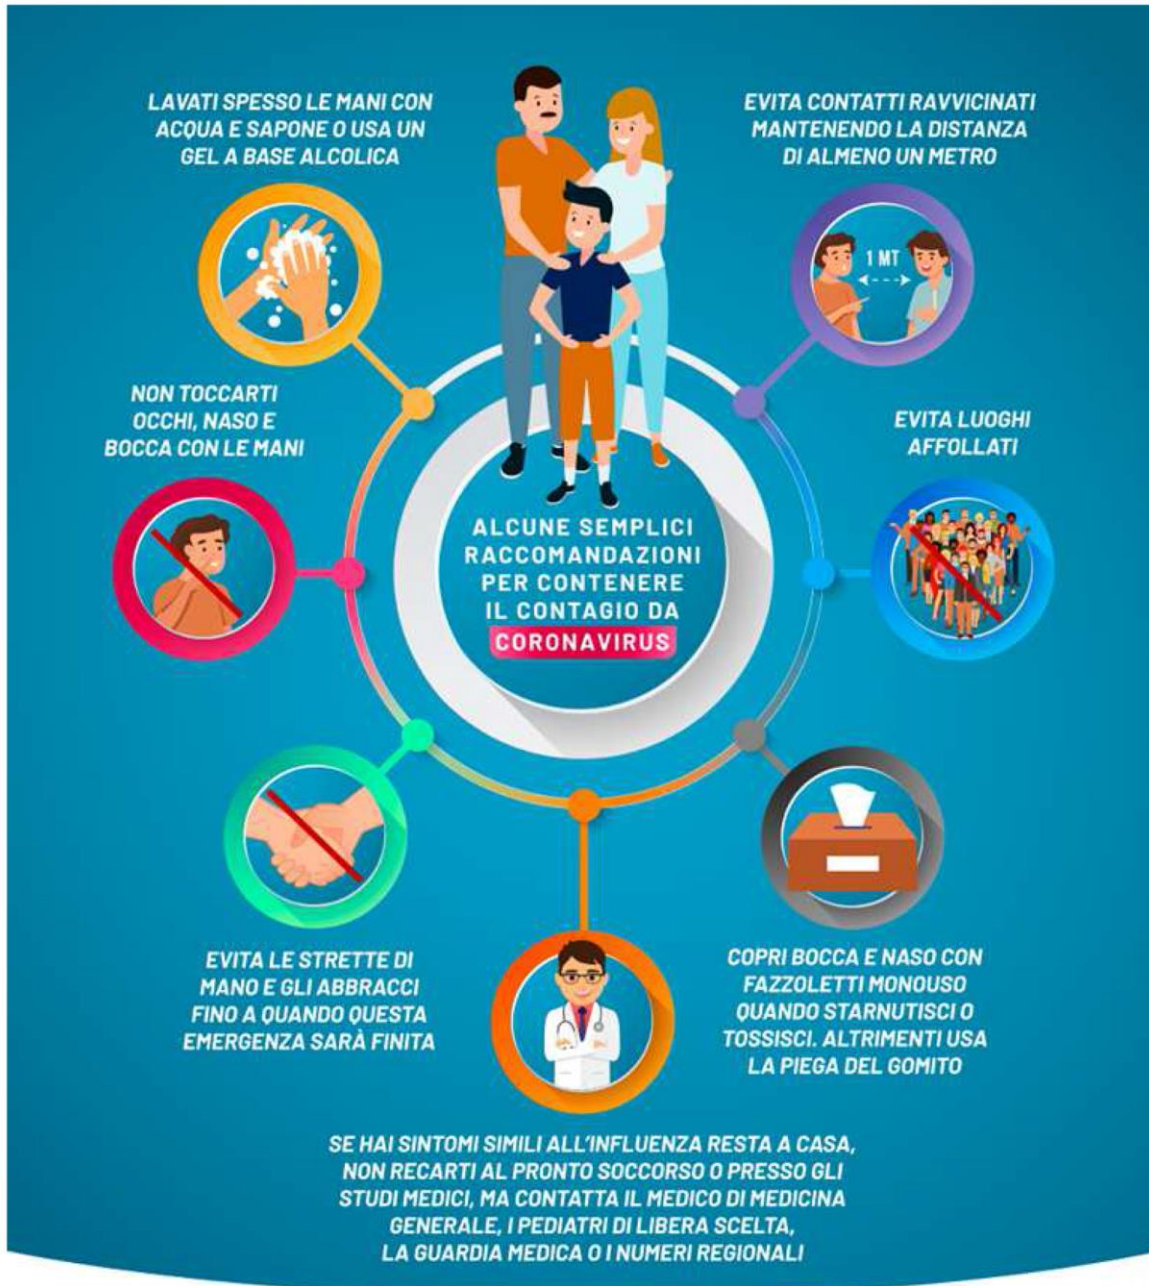 LAVATI SPESSO LE MANI CON
ACQUA E SAPONE O USA UN
GEL A BASE ALCOLICA
EVITA CONTATTI RAVVICINATI
MANTENENDO LA DISTANZA
DI ALMENO UN METRO
1 MT
NON TOCCARTI
OCCHI, NASO E
BOCCA CON LE MANI
EVITA LUOGHI
AFFOLLATI
ALCUNE SEMPLICI
RACCOMANDAZIONI
PER CONTENERE
IL CONTAGIO DA
CORONAVIRUS
EVITA LE STRETTE DI
MANO E GLI ABBRACCI
FINO A QUANDO QUESTA
EMERGENZA SARÀ FINITA
COPRI BOCCA E NASO CON
FAZZOLETTI MONOUSO
QUANDO STARNUTISCI O
TOSSISCI. ALTRIMENTI USA
LA PIEGA DEL GOMITO
SE HAI SINTOMI SIMILI ALL'INFLUENZA RESTA A CASA,
NON RECARTI AL PRONTO SOCCORSO O PRESSO GLI
STUDI MEDICI, MA CONTATTA IL MEDICO DI MEDICINA
GENERALE, I PEDIATRI DI LIBERA SCELTA,
LA GUARDIA MEDICA O I NUMERI REGIONALI